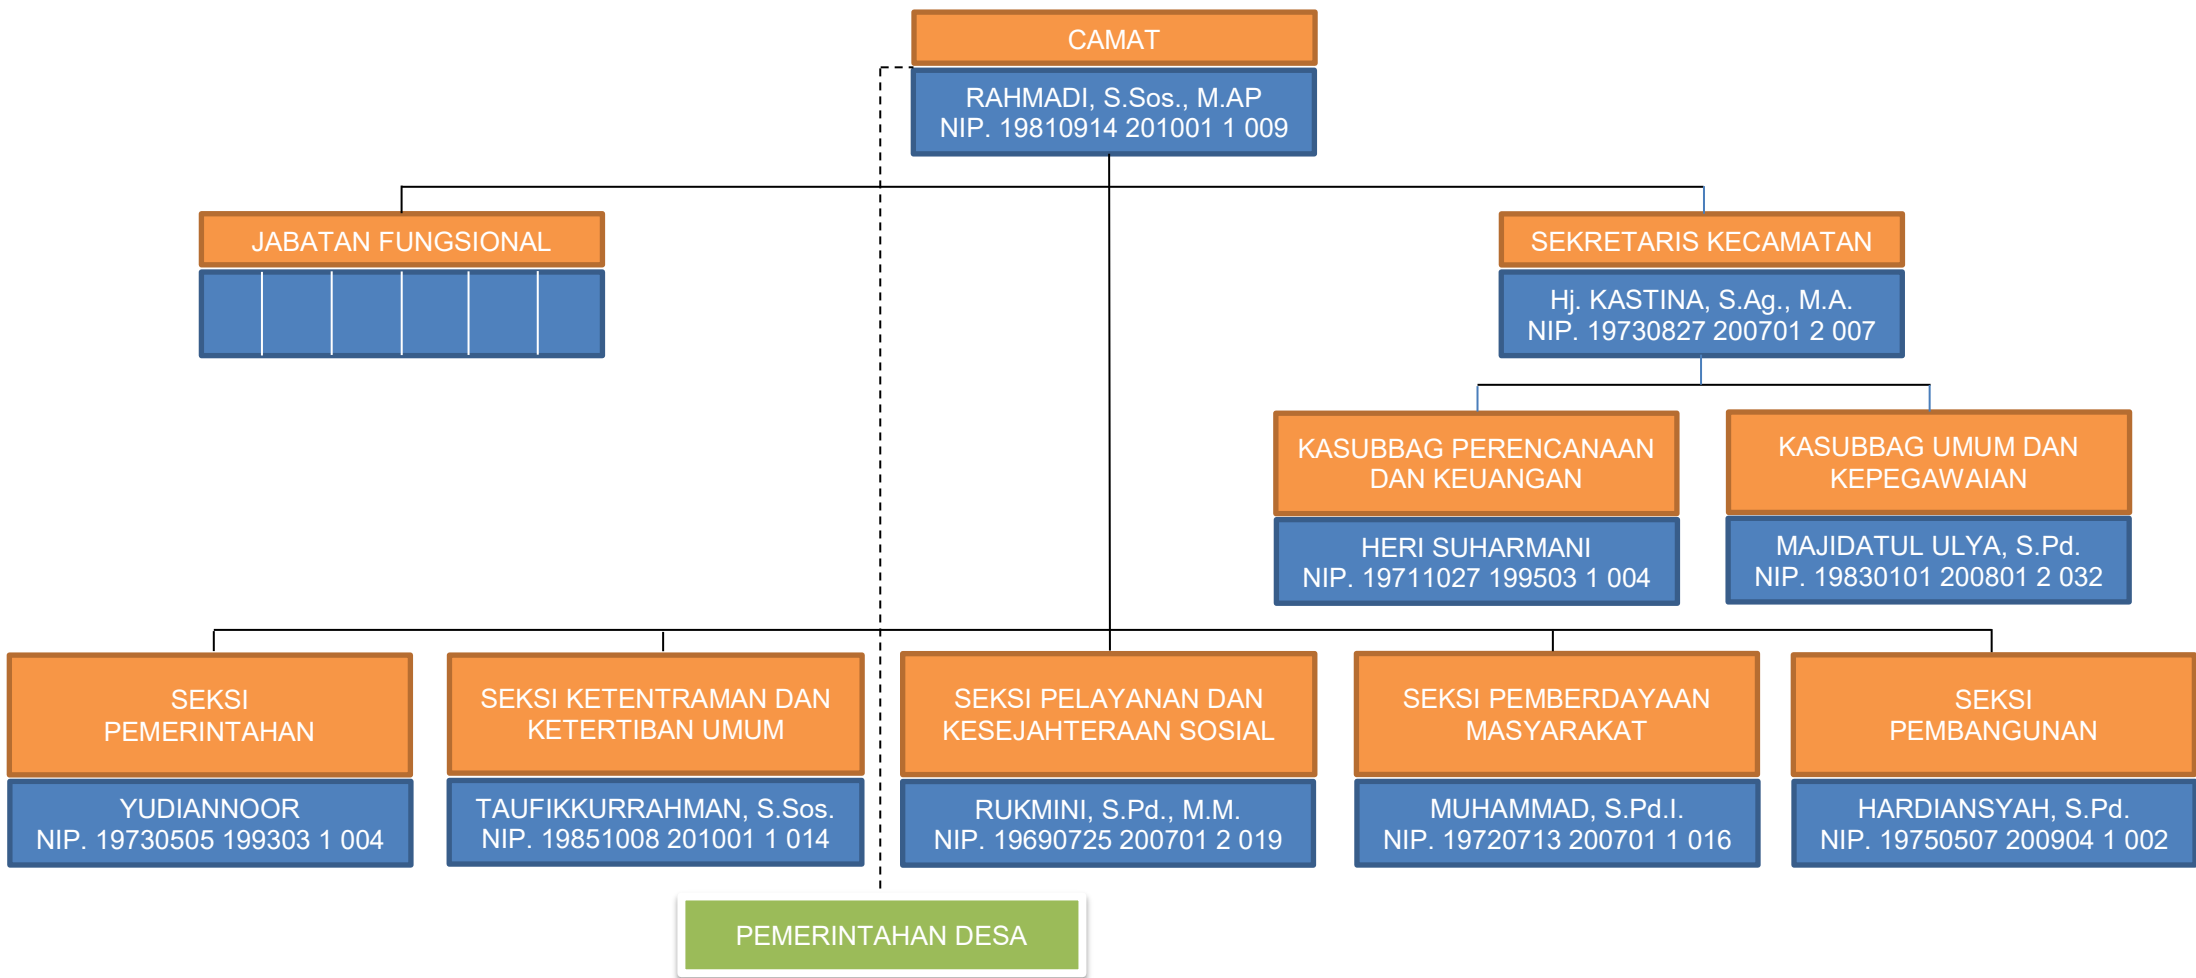 CAMAT
RAHMADI, S.Sos., M.AP
NIP. 19810914 201001 1 009
JABATAN FUNGSIONAL
SEKRETARIS KECAMATAN
Hj. KASTINA, S.Ag., M.A.
NIP. 19730827 200701 2 007
KASUBBAG PERENCANAAN
DAN KEUANGAN
HERI SUHARMANI
NIP. 19711027 199503 1 004
KASUBBAG UMUM DAN
KEPEGAWAIAN
MAJIDATUL ULYA, S.Pd.
NIP. 19830101 200801 2 032
SEKSI
PEMERINTAHAN
YUDIANNOOR
NIP. 19730505 199303 1 004
SEKSI KETENTRAMAN DAN
KETERTIBAN UMUM
TAUFIKKURRAHMAN, S.Sos.
NIP. 19851008 201001 1 014
SEKSI PELAYANAN DAN
KESEJAHTERAAN SOSIAL
RUKMINI, S.Pd., M.M.
NIP. 19690725 200701 2 019
SEKSI PEMBERDAYAAN
MASYARAKAT
MUHAMMAD, S.Pd.I.
NIP. 19720713 200701 1 016
SEKSI
PEMBANGUNAN
HARDIANSYAH, S.Pd.
NIP. 19750507 200904 1 002
PEMERINTAHAN DESA